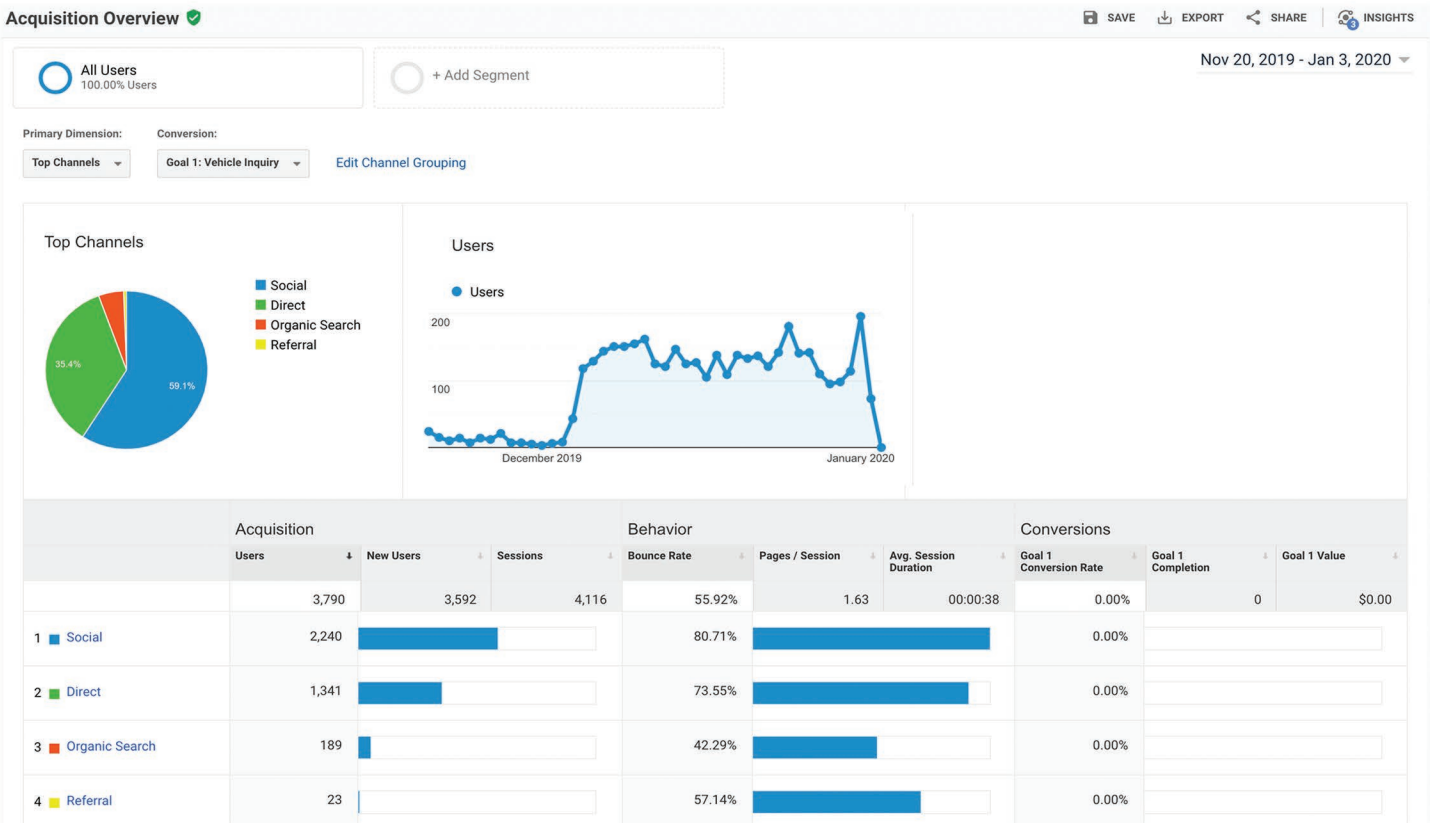 Acquisition Overview
SAVE
EXPORT
SHARE
3
INSIGHTS
All Users
100.00% Users
+ Add Segment
Nov 20, 2019 - Jan 3, 2020
Primary Dimension:
Conversion:
Top Channels
Goal 1: Vehicle Inquiry
Edit Channel Grouping
Top Channels
Social
Direct
Organic Search
Referral
35.4%
59.1%
Users
Users
200
100
December 2019
January 2020
Acquisition
Behavior
Conversions
Users
New Users
Sessions
Bounce Rate
Pages / Session
Avg. Session
Duration
Goal 1
Conversion Rate
Goal 1
Completion
Goal 1 Value
3,790
3,592
4,116
55.92%
1.63
00:00:38
0.00%
0
$0.00
1 Social 2,240 80.71% 0.00%
2 Direct 1,341 73.55% 0.00%
3 Organic Search 189 42.29% 0.00%
4 Referral 23 57.14% 0.00%